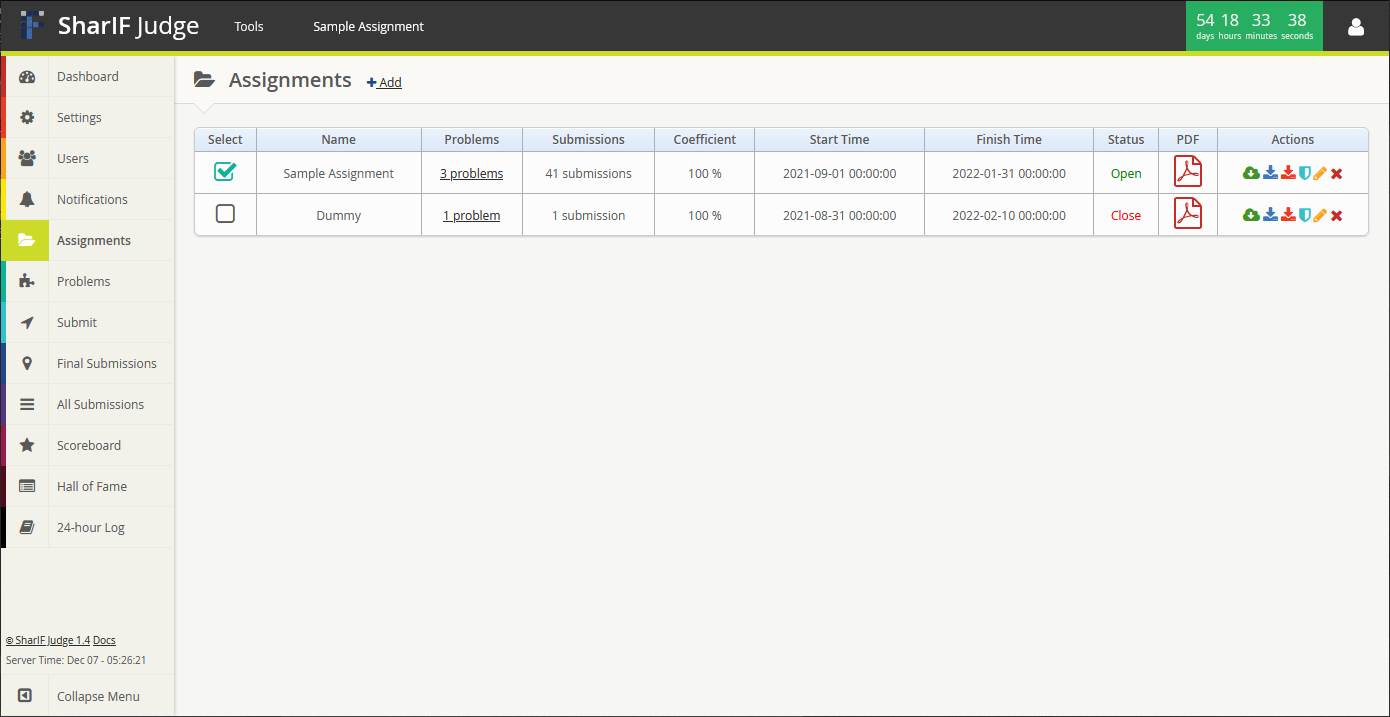 SharIF Judge Tools Sample Assignment 54 days 18 hours 33 minutes 38 seconds
Dashboard
Settings
Users
Notifications
Assignments
Problems
Submit
Final Submissions
All Submissions
Scoreboard
Hall of Fame
24-hour Log
© SharIF Judge 1.4 Docs
Server Time: Dec 07 - 05:26:21
Collapse Menu
Assignments Add
Select Name Problems Submissions Coefficient Start Time Finish Time Status PDF Actions
Sample Assignment 3 problems 41 submissions 100 % 2021-09-01 00:00:00 2022-01-31 00:00:00 Open
Dummy 1 problem 1 submission 100 % 2021-08-31 00:00:00 2022-02-10 00:00:00 Close